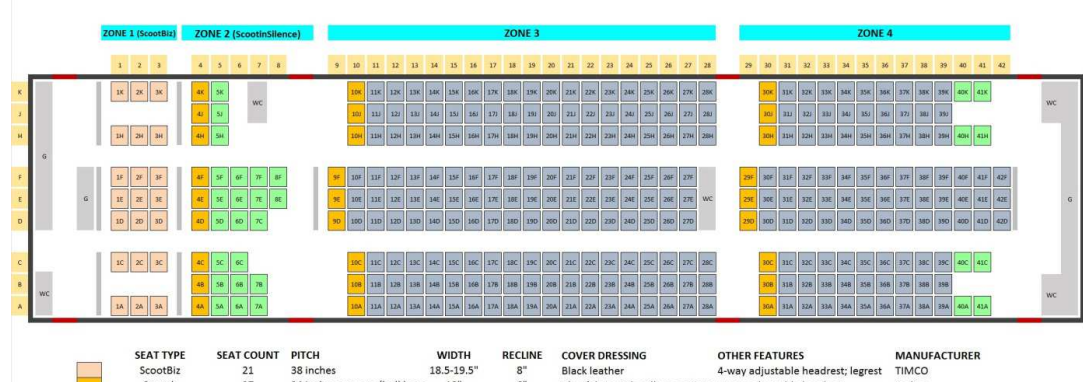 ZONE 1 (ScootBiz) ZONE 2 (ScootinSilence) ZONE 3 ZONE 4
1 2 3 4 5 6 7 8 9 10 11 12 13 14 15 16 17 18 19 20 21 22 23 24 25 26 27 28 29 30 31 32 33 34 35 36 37 38 39 40 41 42
K 1K 2K 3K 4K 5K 10K 11K 12K 13K 14K 15K 16K 17K 18K 19K 20K 21K 22K 23K 24K 25K 26K 27K 28K 30K 31K 32K 33K 34K 35K 36K 37K 38K 39K 40K 41K
WC WC
J 4J 5J 10J 11J 12J 13J 14J 15J 16J 17J 18J 19J 20J 21J 22J 23J 24J 25J 26J 27J 28J 30J 31J 32J 33J 34J 35J 36J 37J 38J 39J
H 1H 2H 3H 4H 5H 10H 11H 12H 13H 14H 15H 16H 17H 18H 19H 20H 21H 22H 23H 24H 25H 26H 27H 28H 30H 31H 32H 33H 34H 35H 36H 37H 38H 39H 40H 41H
G
F 1F 2F 3F 4F 5F 6F 7F 8F 9F 10F 11F 12F 13F 14F 15F 16F 17F 18F 19F 20F 21F 22F 23F 24F 25F 26F 27F 29F 30F 31F 32F 33F 34F 35F 36F 37F 38F 39F 40F 41F 42F
E G 1E 2E 3E 4E 5E 6E 7E 8E 9E 10E 11E 12E 13E 14E 15E 16E 17E 18E 19E 20E 21E 22E 23E 24E 25E 26E 27E WC 29E 30E 31E 32E 33E 34E 35E 36E 37E 38E 39E 40E 41E 42E G
D 1D 2D 3D 4D 5D 6D 7C 9D 10D 11D 12D 13D 14D 15D 16D 17D 18D 19D 20D 21D 22D 23D 24D 25D 26D 27D 29D 30D 31D 32D 33D 34D 35D 36D 37D 38D 39D 40D 41D 42D
C 1C 2C 3C 4C 5C 6C 10C 11C 12C 13C 14C 15C 16C 17C 18C 19C 20C 21C 22C 23C 24C 25C 26C 27C 28C 30C 31C 32C 33C 34C 35C 36C 37C 38C 39C 40C 41C
B 4B 5B 6B 7B 10B 11B 12B 13B 14B 15B 16B 17B 18B 19B 20B 21B 22B 23B 24B 25B 26B 27B 28B 30B 31B 32B 33B 34B 35B 36B 37B 38B 39B
WC WC
A 1A 2A 3A 4A 5A 6A 7A 10A 11A 12A 13A 14A 15A 16A 17A 18A 19A 20A 21A 22A 23A 24A 25A 26A 27A 28A 30A 31A 32A 33A 34A 35A 36A 37A 38A 39A 40A 41A
SEAT TYPE SEAT COUNT PITCH WIDTH RECLINE COVER DRESSING OTHER FEATURES MANUFACTURER
ScootBiz 21 38 inches 18.5-19.5" 8" Black leather 4-way adjustable headrest; legrest TIMCO